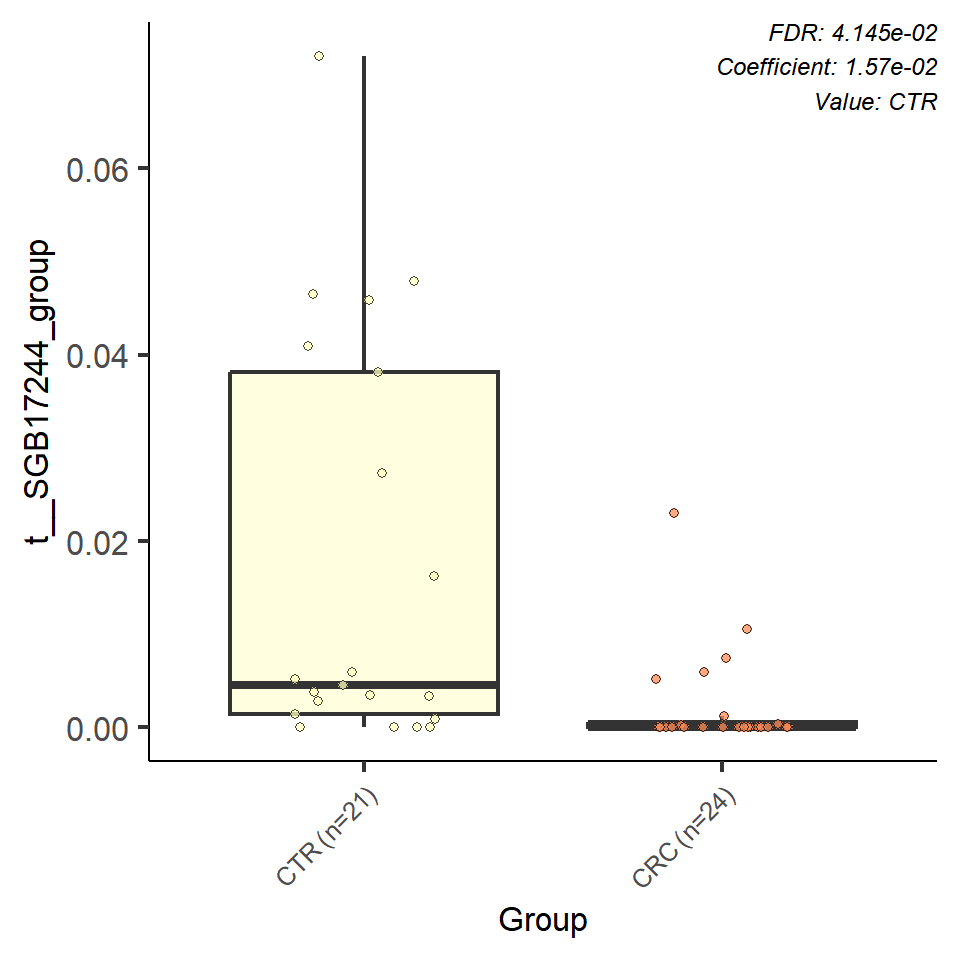 FDR: 4.145e-02
Coefficient: 1.57e-02
Value: CTR
t__SGB17244_group
0.06
0.04
0.02
0.00
CTR (n=21)
CRC (n=24)
Group